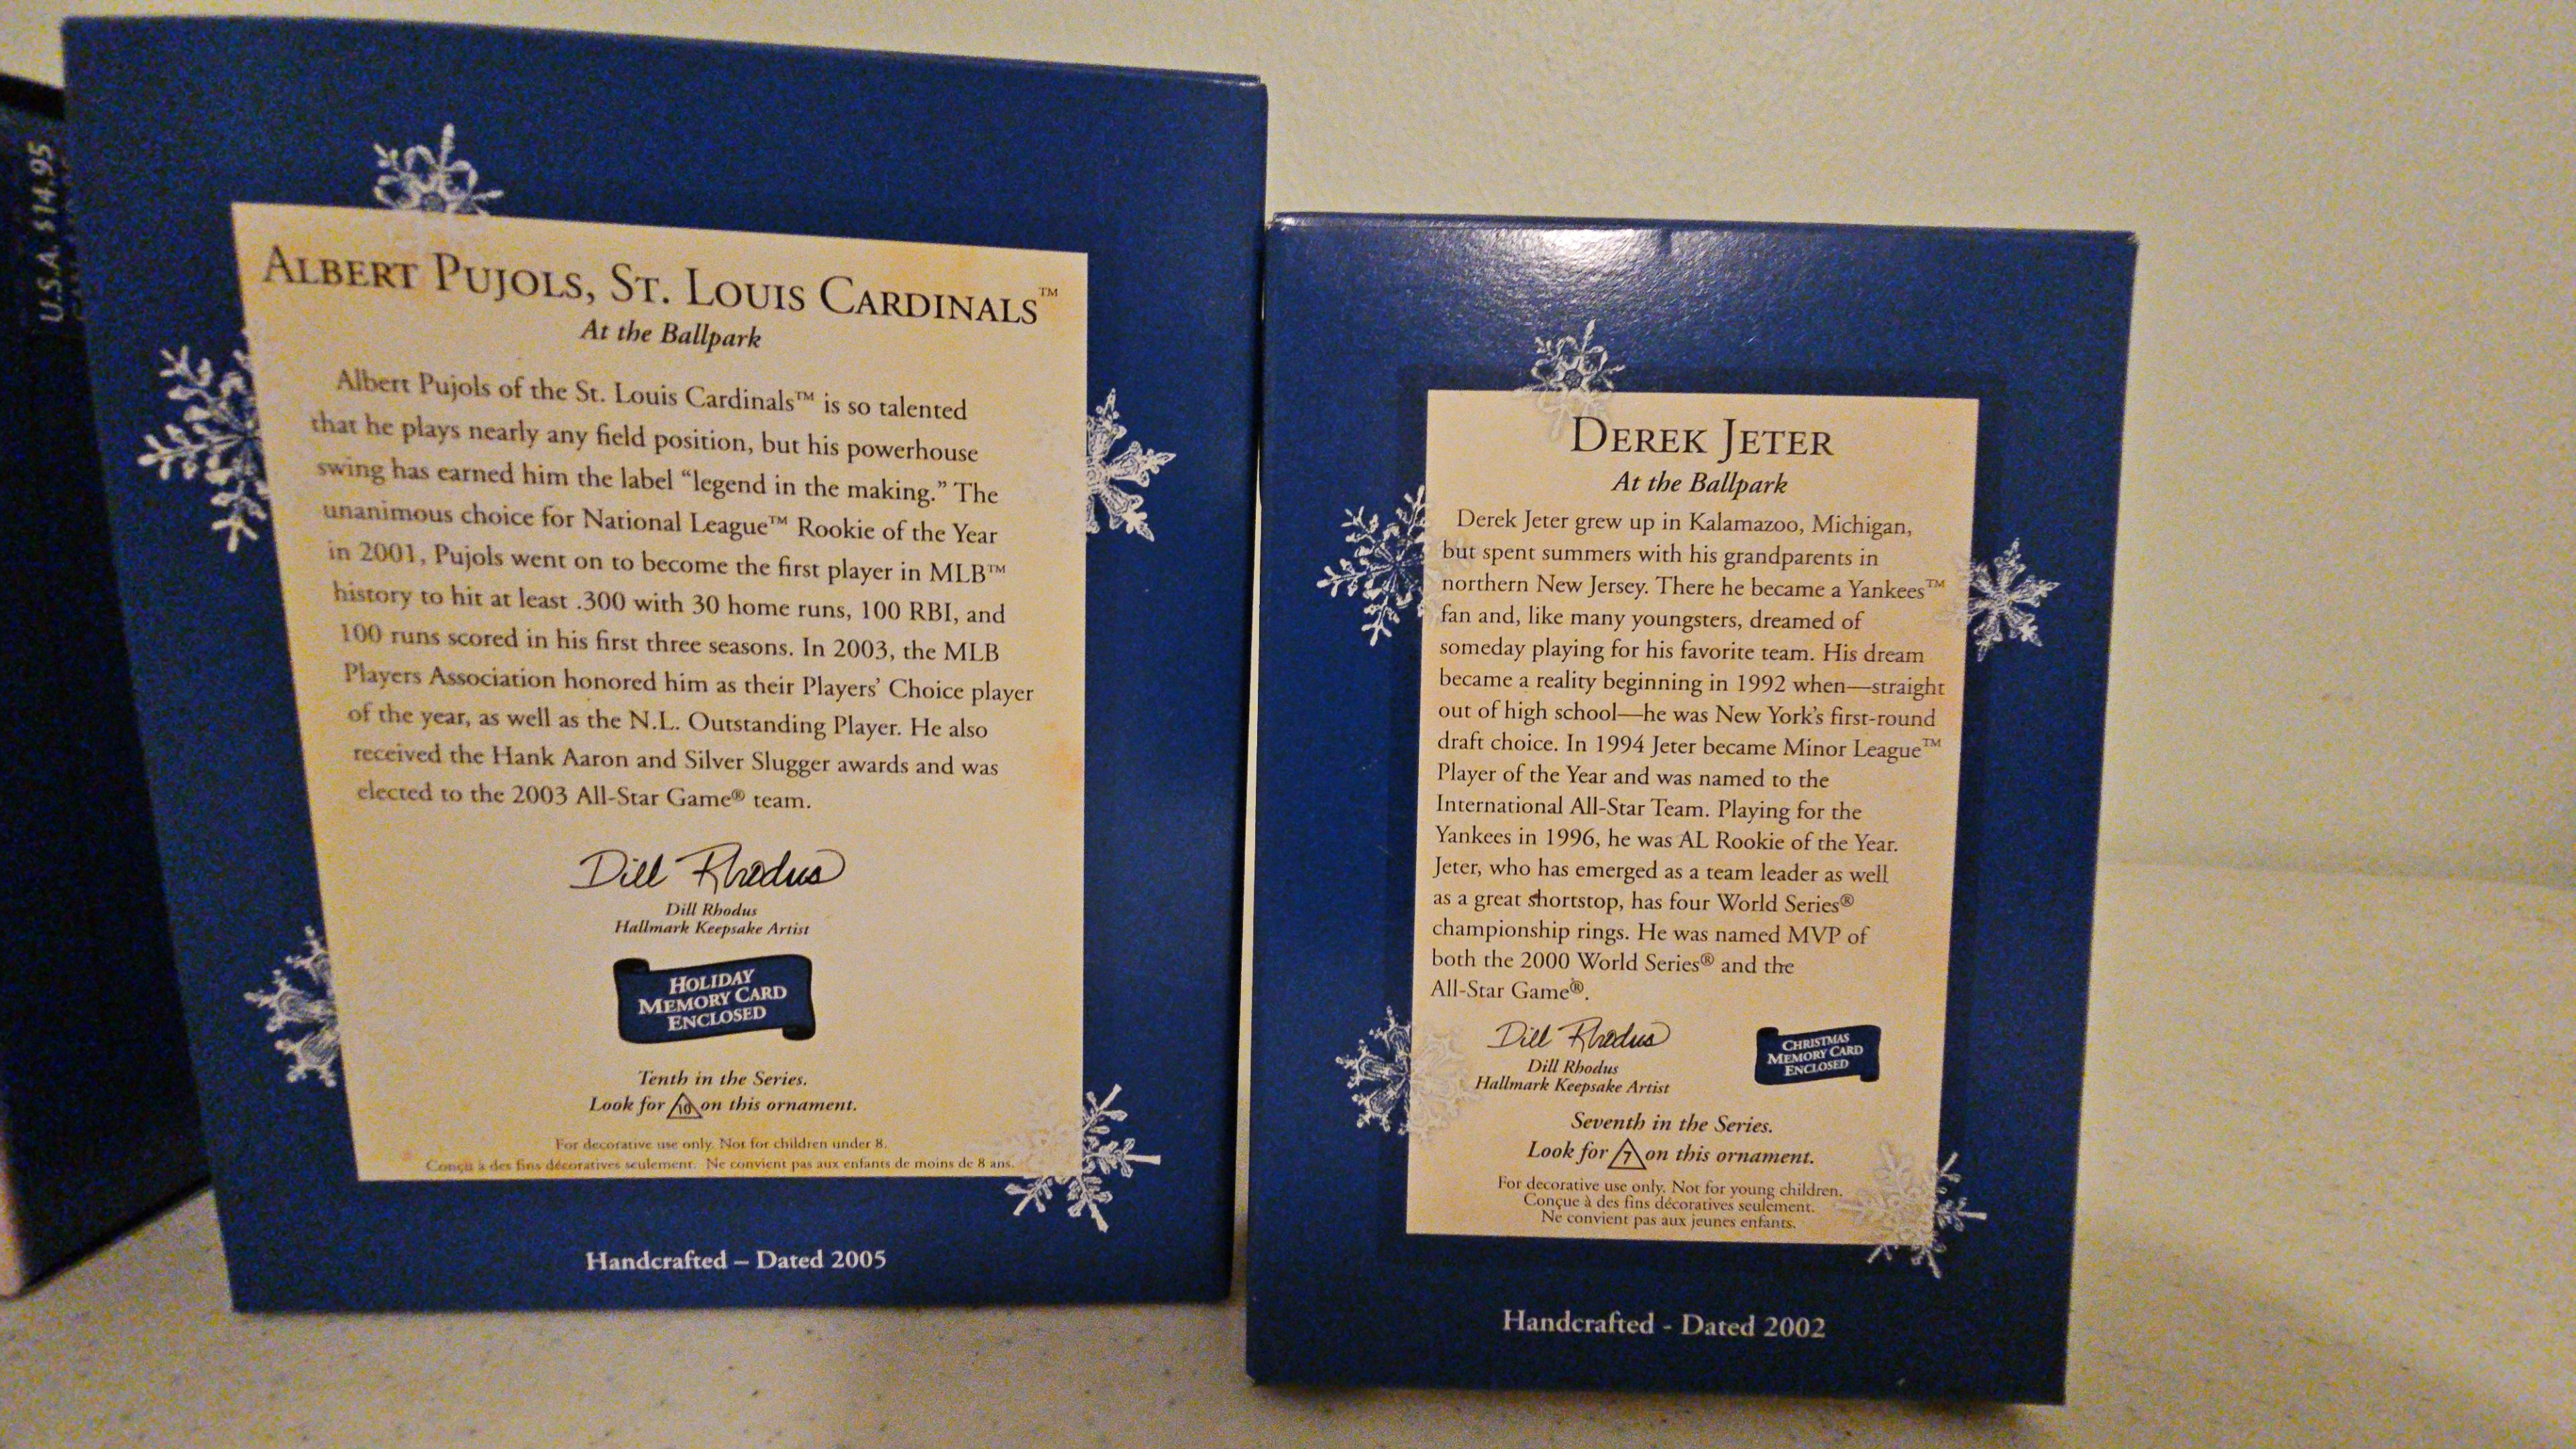 U.S.A. $14.95
ALBERT PUJOLS, ST. LOUIS CARDINALS™
At the Ballpark
Albert Pujols of the St. Louis Cardinals™ is so talented
that he plays nearly any field position, but his powerhouse
swing has earned him the label “legend in the making.” The
unanimous choice for National League™ Rookie of the Year
in 2001, Pujols went on to become the first player in MLB™
history to hit at least .300 with 30 home runs, 100 RBI, and
100 runs scored in his first three seasons. In 2003, the MLB
Players Association honored him as their Players’ Choice player
of the year, as well as the N.L. Outstanding Player. He also
received the Hank Aaron and Silver Slugger awards and was
elected to the 2003 All-Star Game® team.
Dill Rhodus
Dill Rhodus
Hallmark Keepsake Artist
HOLIDAY
MEMORY CARD
ENCLOSED
Tenth in the Series.
Look for 10 on this ornament.
For decorative use only. Not for children under 8.
Conçu à des fins décoratives seulement. Ne convient pas aux enfants de moins de 8 ans.
Handcrafted – Dated 2005
DEREK JETER
At the Ballpark
Derek Jeter grew up in Kalamazoo, Michigan,
but spent summers with his grandparents in
northern New Jersey. There he became a Yankees™
fan and, like many youngsters, dreamed of
someday playing for his favorite team. His dream
became a reality beginning in 1992 when—straight
out of high school—he was New York’s first-round
draft choice. In 1994 Jeter became Minor League™
Player of the Year and was named to the
International All-Star Team. Playing for the
Yankees in 1996, he was AL Rookie of the Year.
Jeter, who has emerged as a team leader as well
as a great shortstop, has four World Series®
championship rings. He was named MVP of
both the 2000 World Series® and the
All-Star Game®.
Dill Rhodus
Dill Rhodus
Hallmark Keepsake Artist
CHRISTMAS
MEMORY CARD
ENCLOSED
Seventh in the Series.
Look for 7 on this ornament.
For decorative use only. Not for young children.
Conçue à des fins décoratives seulement.
Ne convient pas aux jeunes enfants.
Handcrafted - Dated 2002